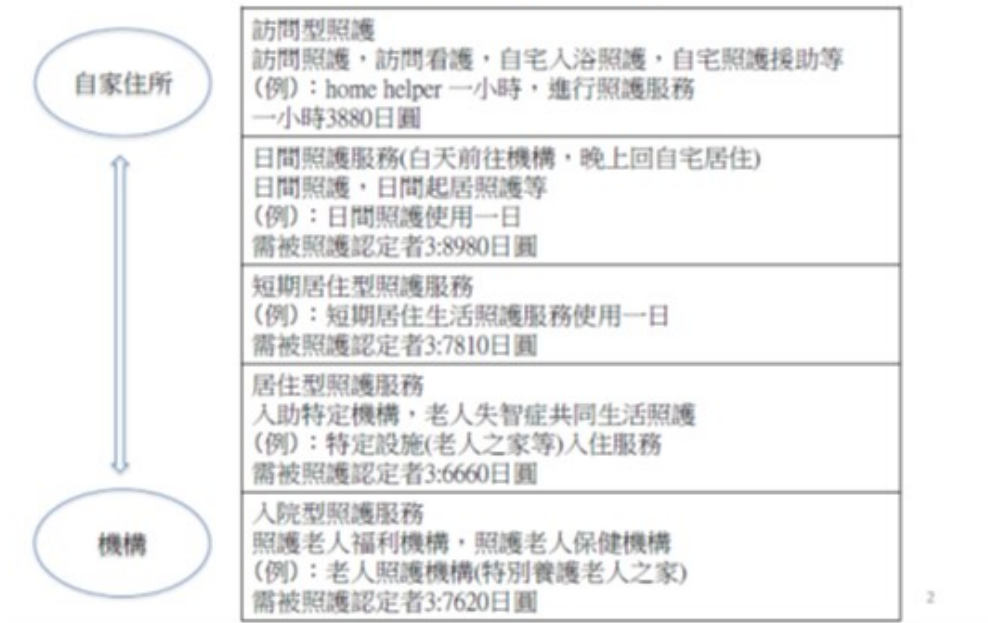 自家住所
訪問型照護
訪問照護，訪問看護，自宅入浴照護，自宅照護援助等
(例)：home helper 一小時，進行照護服務
一小時3880日圓
日間照護服務(白天前往機構，晚上回自宅居住)
日間照護，日間起居照護等
(例)：日間照護使用一日
需被照護認定者3:8980日圓
短期居住型照護服務
(例)：短期居住生活照護服務使用一日
需被照護認定者3:7810日圓
居住型照護服務
入助特定機構，老人失智症共同生活照護
(例)：特定設施(老人之家等)入住服務
需被照護認定者3:6660日圓
機構
入院型照護服務
照護老人福利機構，照護老人保健機構
(例)：老人照護機構(特別養護老人之家)
需被照護認定者3:7620日圓
2